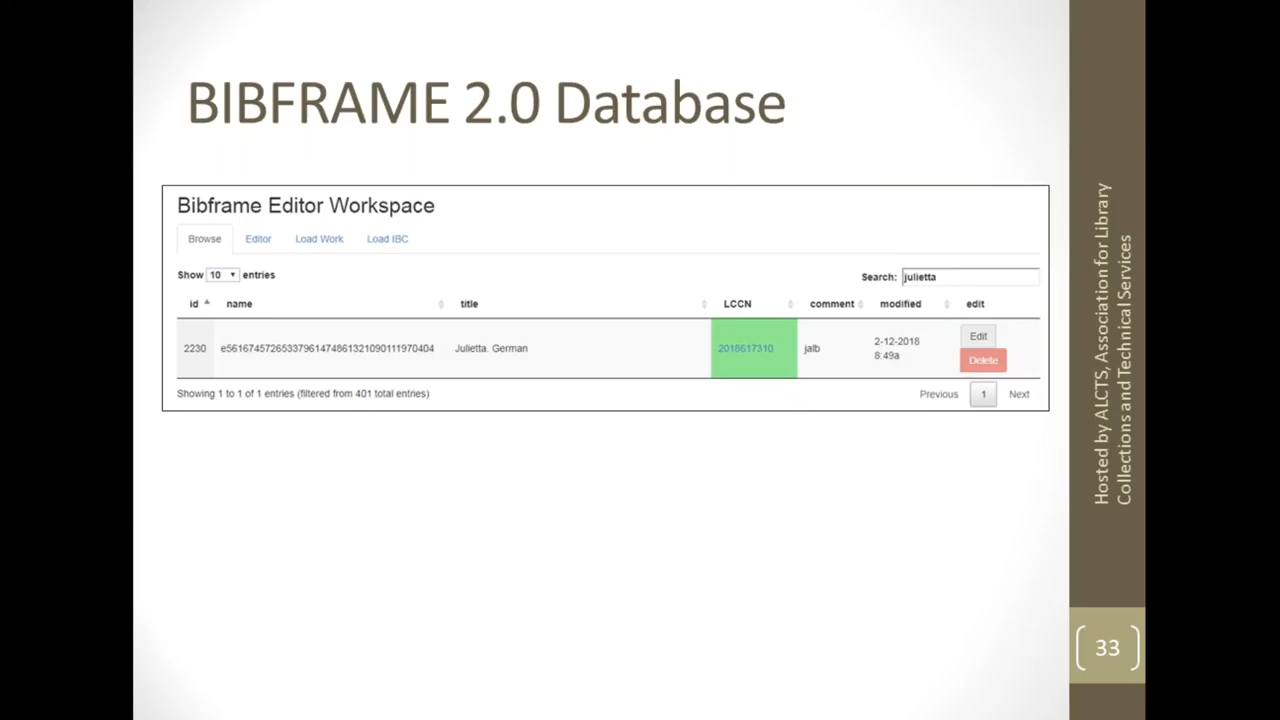 BIBFRAME 2.0 Database
Bibframe Editor Workspace
Browse Editor Load Work Load IBC
Show 10 entries Search: julietta
id name title LCCN comment modified edit
2230 e5616745726533796147486132109011197040​4 Julietta. German 2018617310 jalb 2-12-2018 8:49a Edit Delete
Showing 1 to 1 of 1 entries (filtered from 401 total entries) Previous 1 Next
Hosted by ALCTS, Association for Library
Collections and Technical Services
33